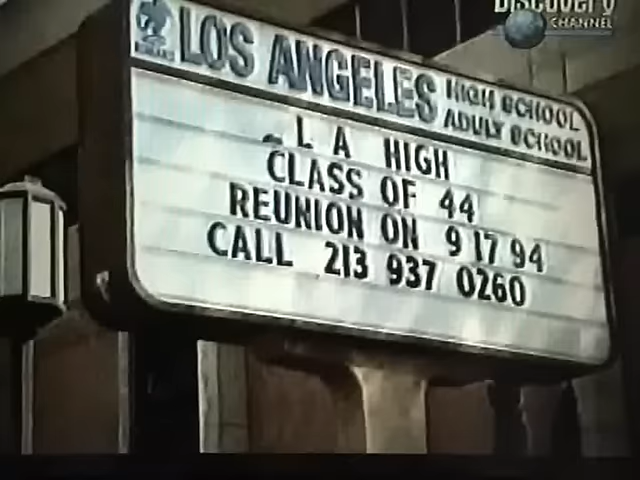 Discovery
CHANNEL
LOS ANGELES HIGH SCHOOL
ADULT SCHOOL
L A HIGH
CLASS OF 44
REUNION ON 9 17 94
CALL 213 937 0260